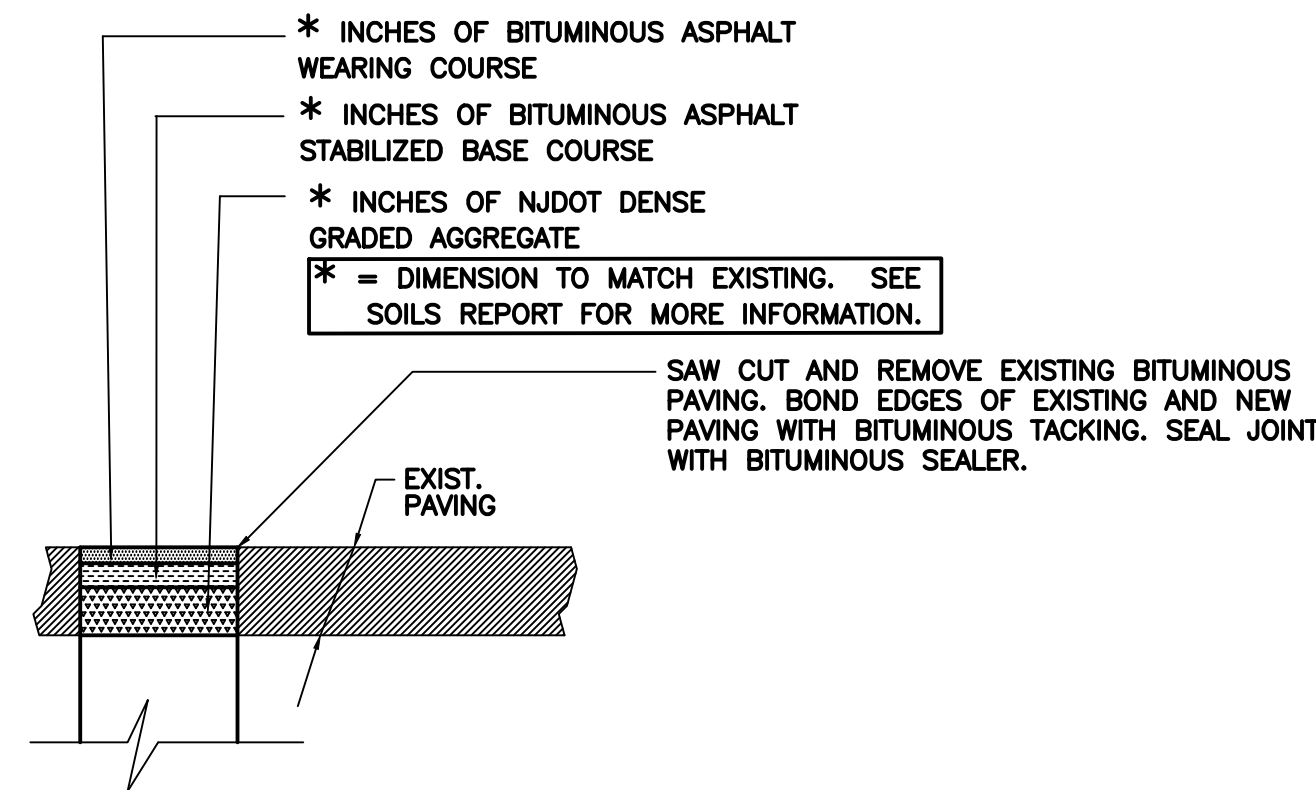 * INCHES OF BITUMINOUS ASPHALT
WEARING COURSE
* INCHES OF BITUMINOUS ASPHALT
STABILIZED BASE COURSE
* INCHES OF NJDOT DENSE
GRADED AGGREGATE
* = DIMENSION TO MATCH EXISTING. SEE
SOILS REPORT FOR MORE INFORMATION.
SAW CUT AND REMOVE EXISTING BITUMINOUS
PAVING. BOND EDGES OF EXISTING AND NEW
PAVING WITH BITUMINOUS TACKING. SEAL JOINT
WITH BITUMINOUS SEALER.
EXIST.
PAVING